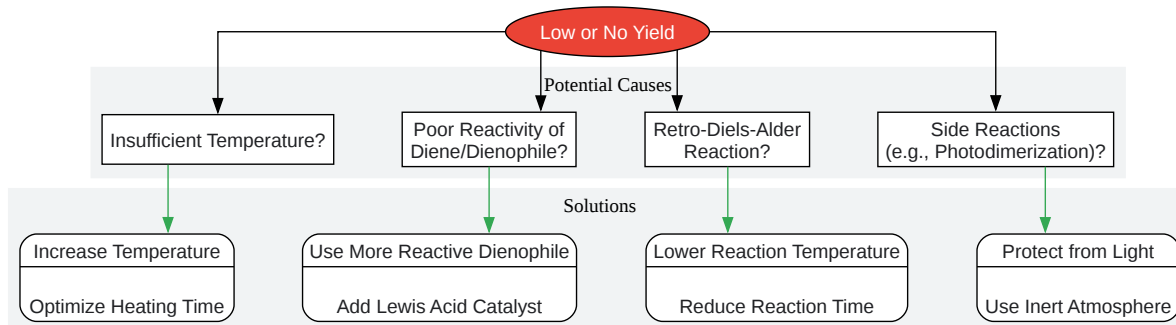 Low or No Yield
Potential Causes
Insufficient Temperature?
Poor Reactivity of
Diene/Dienophile?
Retro-Diels-Alder
Reaction?
Side Reactions
(e.g., Photodimerization)?
Solutions
Increase Temperature
Optimize Heating Time
Use More Reactive Dienophile
Add Lewis Acid Catalyst
Lower Reaction Temperature
Reduce Reaction Time
Protect from Light
Use Inert Atmosphere